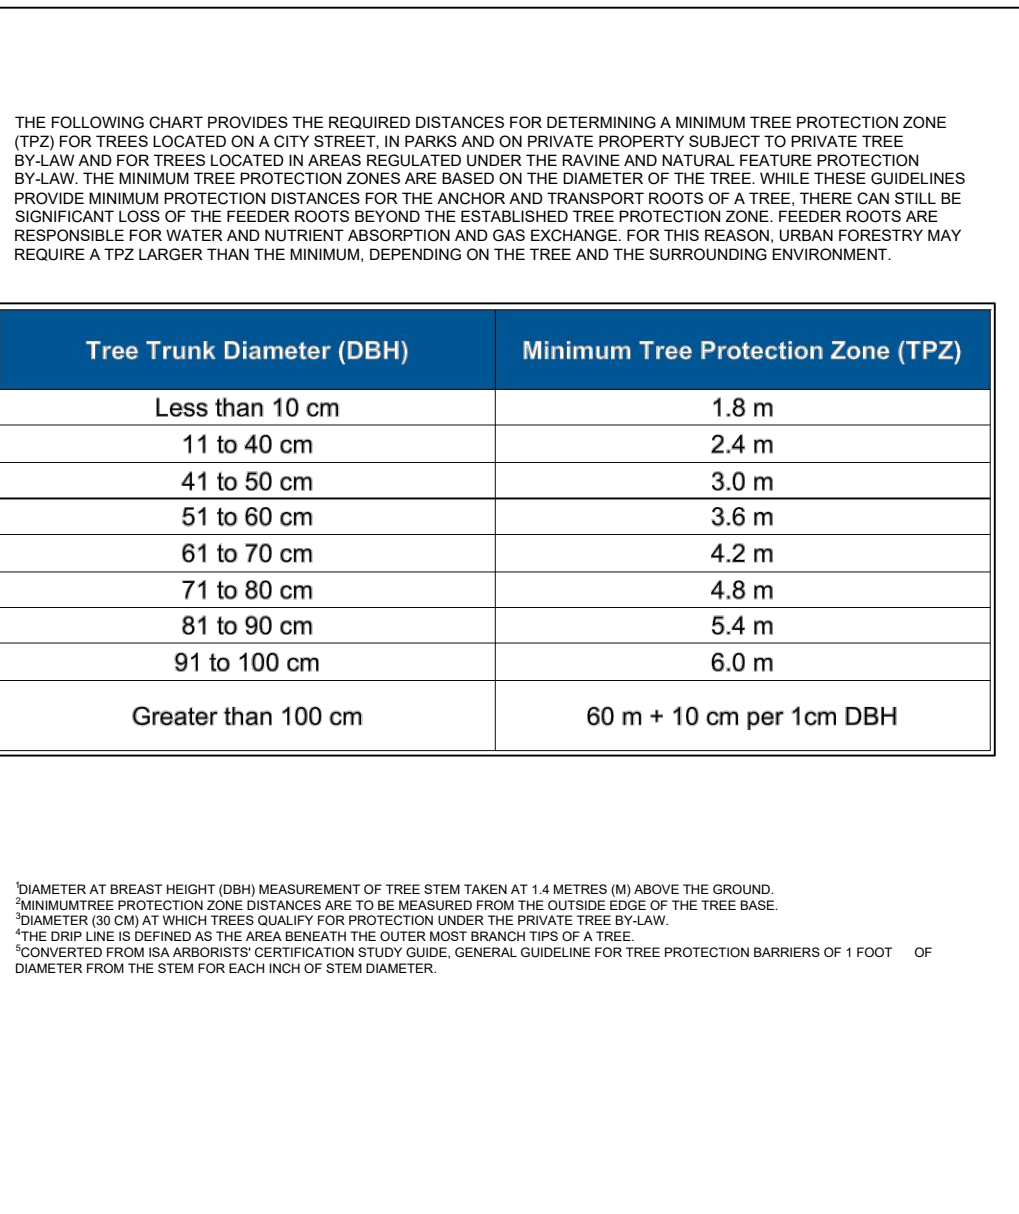 THE FOLLOWING CHART PROVIDES THE REQUIRED DISTANCES FOR DETERMINING A MINIMUM TREE PROTECTION ZONE
(TPZ) FOR TREES LOCATED ON A CITY STREET, IN PARKS AND ON PRIVATE PROPERTY SUBJECT TO PRIVATE TREE
BY-LAW AND FOR TREES LOCATED IN AREAS REGULATED UNDER THE RAVINE AND NATURAL FEATURE PROTECTION
BY-LAW. THE MINIMUM TREE PROTECTION ZONES ARE BASED ON THE DIAMETER OF THE TREE. WHILE THESE GUIDELINES
PROVIDE MINIMUM PROTECTION DISTANCES FOR THE ANCHOR AND TRANSPORT ROOTS OF A TREE, THERE CAN STILL BE
SIGNIFICANT LOSS OF THE FEEDER ROOTS BEYOND THE ESTABLISHED TREE PROTECTION ZONE. FEEDER ROOTS ARE
RESPONSIBLE FOR WATER AND NUTRIENT ABSORPTION AND GAS EXCHANGE. FOR THIS REASON, URBAN FORESTRY MAY
REQUIRE A TPZ LARGER THAN THE MINIMUM, DEPENDING ON THE TREE AND THE SURROUNDING ENVIRONMENT.
Tree Trunk Diameter (DBH) Minimum Tree Protection Zone (TPZ)
Less than 10 cm 1.8 m
11 to 40 cm 2.4 m
41 to 50 cm 3.0 m
51 to 60 cm 3.6 m
61 to 70 cm 4.2 m
71 to 80 cm 4.8 m
81 to 90 cm 5.4 m
91 to 100 cm 6.0 m
Greater than 100 cm 60 m + 10 cm per 1cm DBH
¹DIAMETER AT BREAST HEIGHT (DBH) MEASUREMENT OF TREE STEM TAKEN AT 1.4 METRES (M) ABOVE THE GROUND.
²MINIMUMTREE PROTECTION ZONE DISTANCES ARE TO BE MEASURED FROM THE OUTSIDE EDGE OF THE TREE BASE.
³DIAMETER (30 CM) AT WHICH TREES QUALIFY FOR PROTECTION UNDER THE PRIVATE TREE BY-LAW.
⁴THE DRIP LINE IS DEFINED AS THE AREA BENEATH THE OUTER MOST BRANCH TIPS OF A TREE.
⁵CONVERTED FROM ISA ARBORISTS' CERTIFICATION STUDY GUIDE, GENERAL GUIDELINE FOR TREE PROTECTION BARRIERS OF 1 FOOT OF
DIAMETER FROM THE STEM FOR EACH INCH OF STEM DIAMETER.